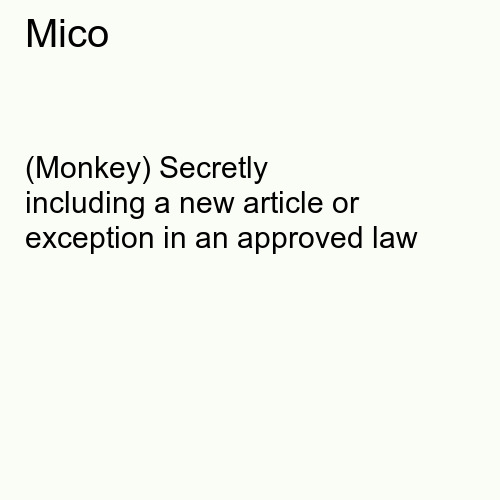 Mico
(Monkey) Secretly
including a new article or
exception in an approved law